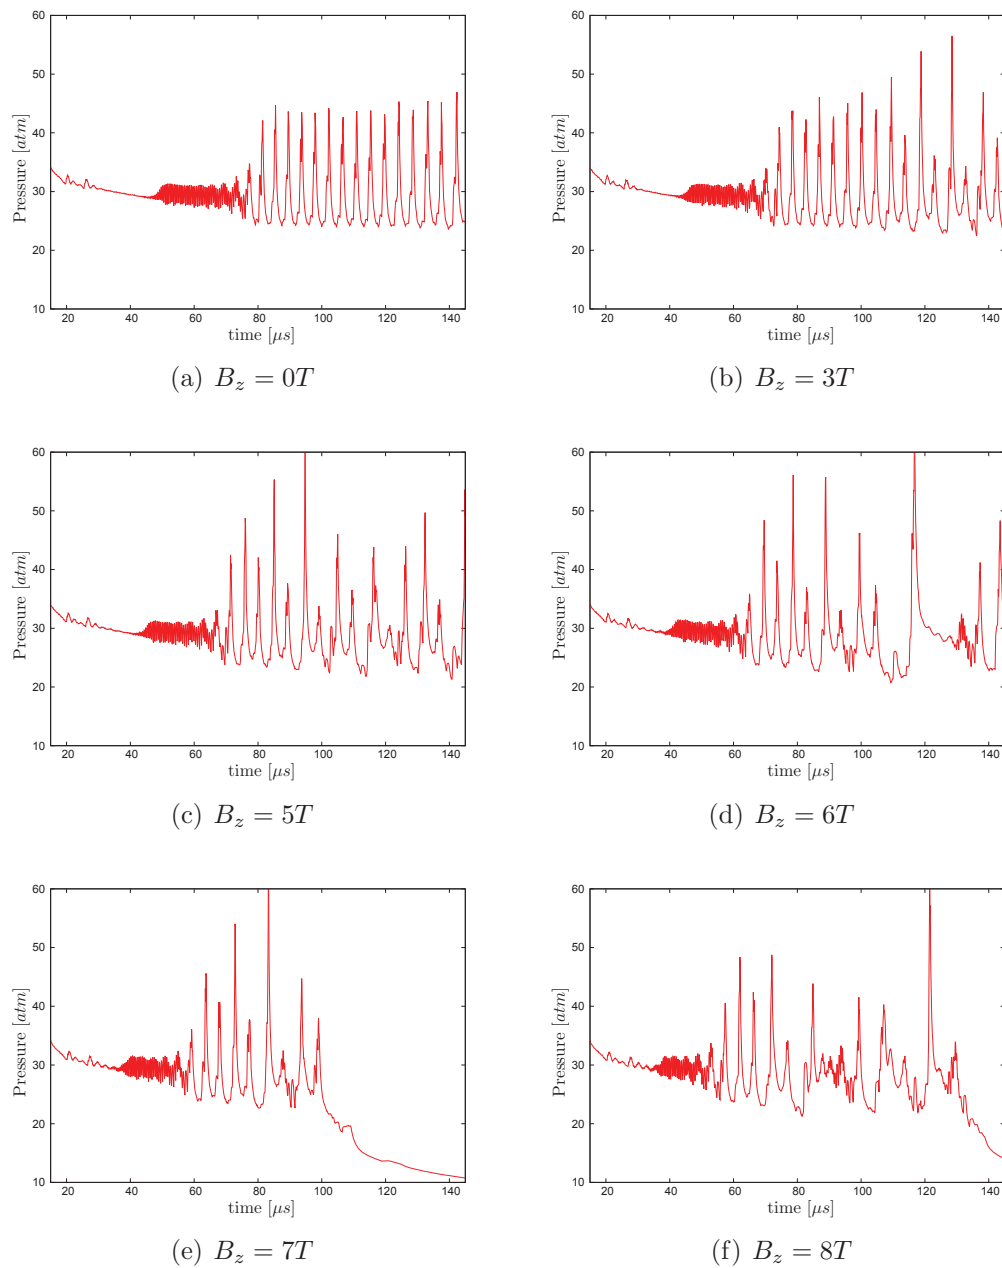 60
50
40
30
20
10
Pressure [atm]
20 40 60 80 100 120 140
time [μs]
(a) B_z = 0T
60
50
40
30
20
10
Pressure [atm]
20 40 60 80 100 120 140
time [μs]
(b) B_z = 3T
60
50
40
30
20
10
Pressure [atm]
20 40 60 80 100 120 140
time [μs]
(c) B_z = 5T
60
50
40
30
20
10
Pressure [atm]
20 40 60 80 100 120 140
time [μs]
(d) B_z = 6T
60
50
40
30
20
10
Pressure [atm]
20 40 60 80 100 120 140
time [μs]
(e) B_z = 7T
60
50
40
30
20
10
Pressure [atm]
20 40 60 80 100 120 140
time [μs]
(f) B_z = 8T